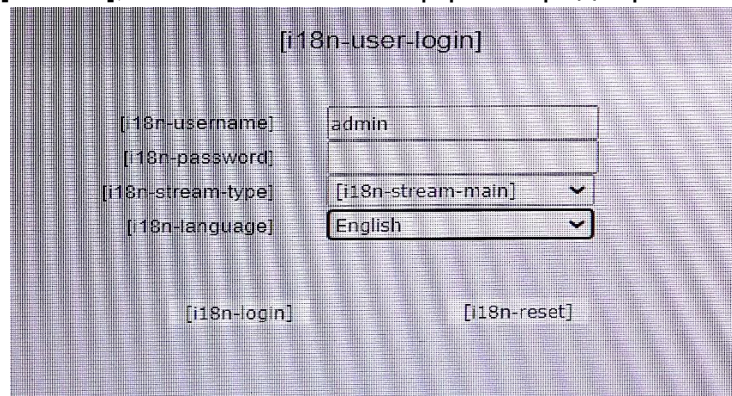 [i18n-user-login]
[i18n-username] admin
[i18n-password]
[i18n-stream-type] [i18n-stream-main]
[i18n-language] English
[i18n-login] [i18n-reset]